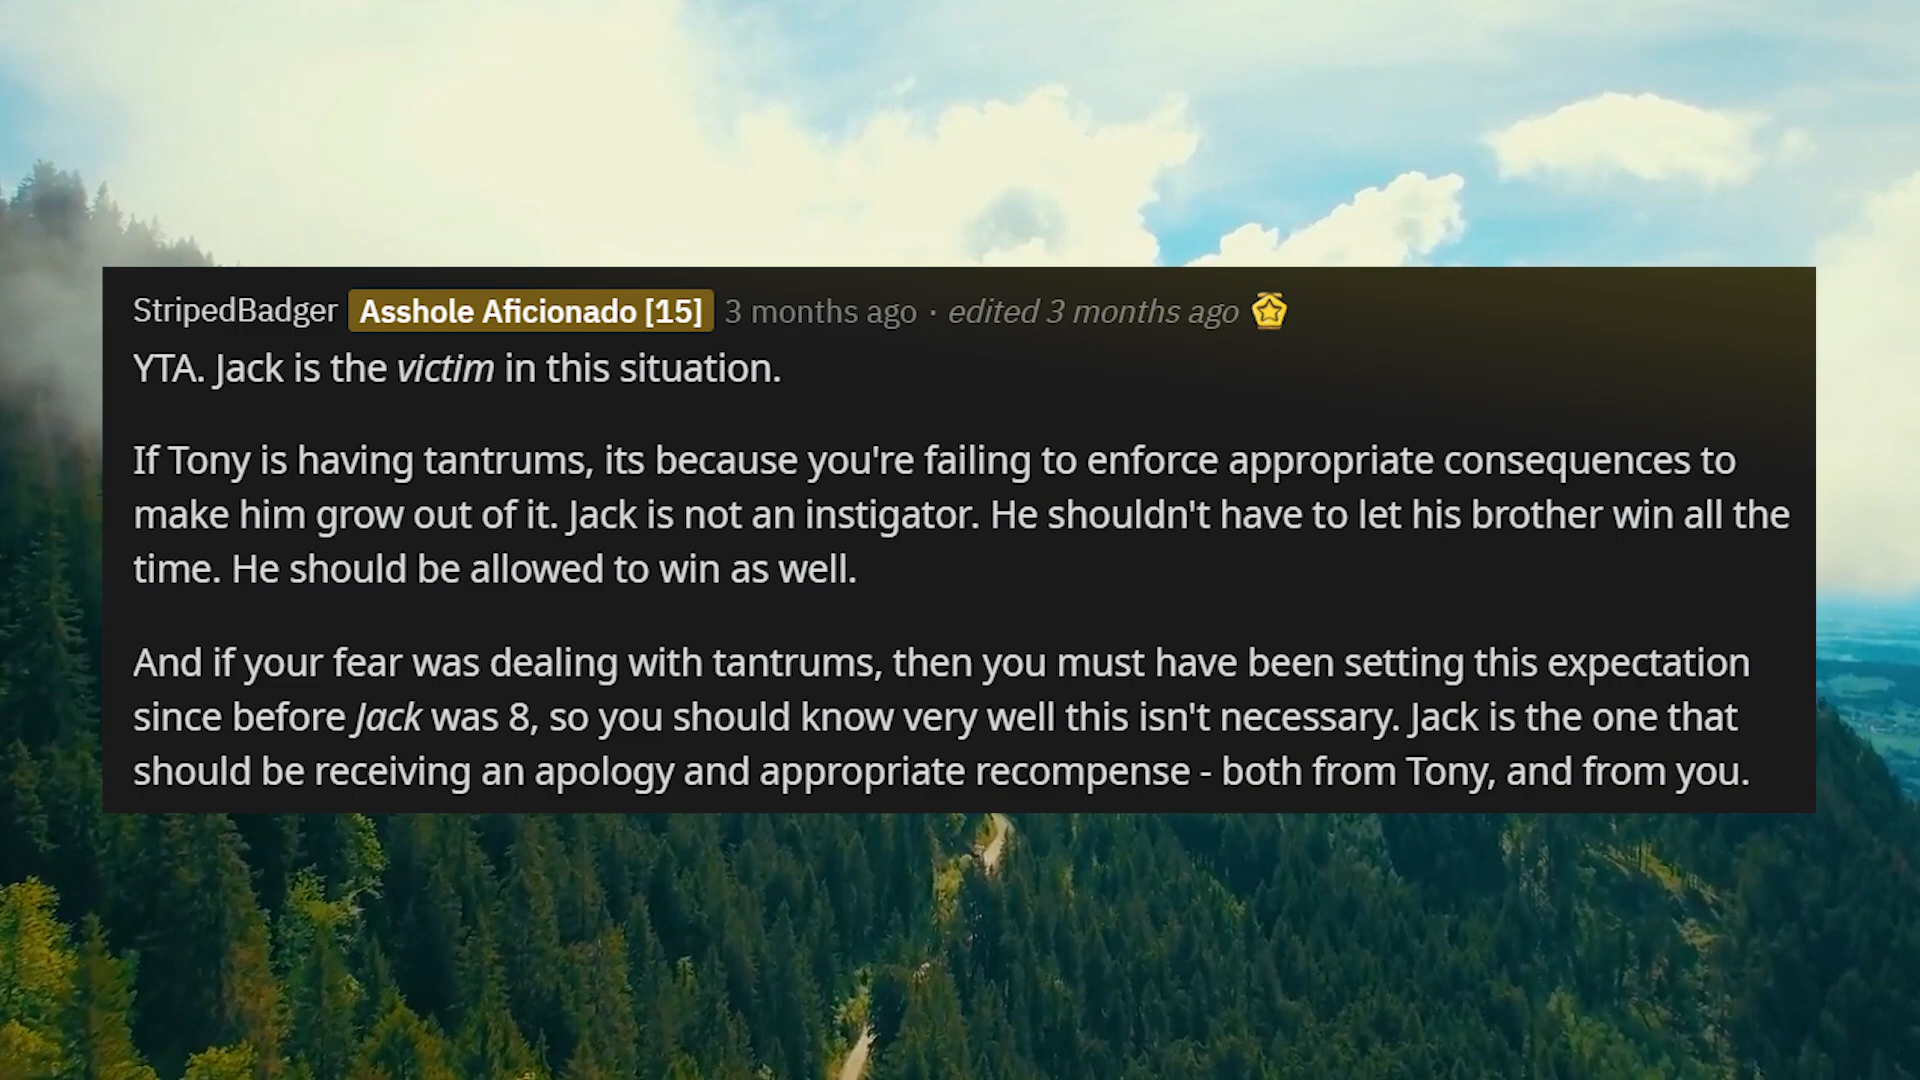 StripedBadger Asshole Aficionado [15] 3 months ago · edited 3 months ago
YTA. Jack is the victim in this situation.
If Tony is having tantrums, its because you're failing to enforce appropriate consequences to
make him grow out of it. Jack is not an instigator. He shouldn't have to let his brother win all the
time. He should be allowed to win as well.
And if your fear was dealing with tantrums, then you must have been setting this expectation
since before Jack was 8, so you should know very well this isn't necessary. Jack is the one that
should be receiving an apology and appropriate recompense - both from Tony, and from you.